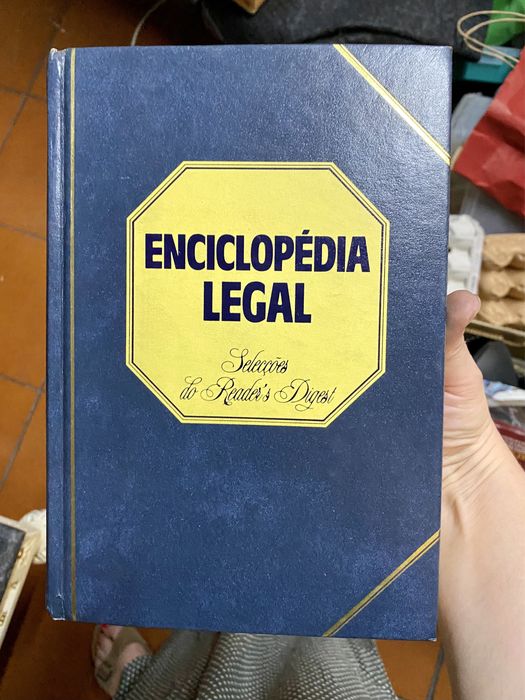 ENCICLOPÉDIA
LEGAL
Selecções
do Reader's Digest